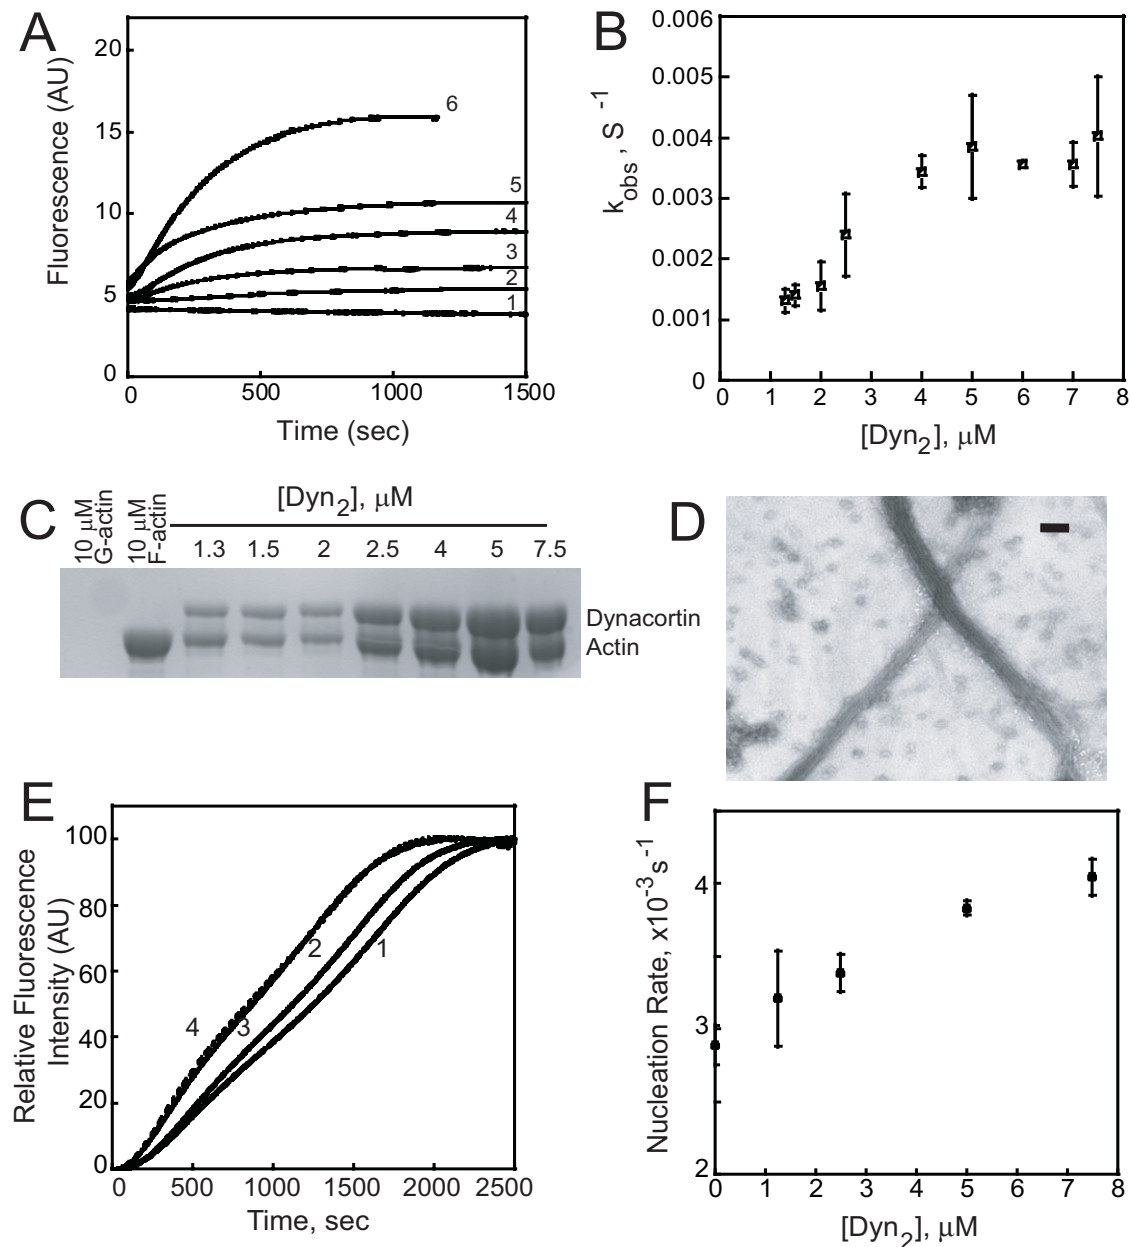 A
Fluorescence (AU)
20
15
10
5
0
6
5
4
3
2
1
0 500 1000 1500
Time (sec)
B
k_obs, S^-1
0.006
0.005
0.004
0.003
0.002
0.001
0
0 1 2 3 4 5 6 7 8
[Dyn_2], μM
C
10 μM G-actin
10 μM F-actin
[Dyn_2], μM
1.3 1.5 2 2.5 4 5 7.5
Dynacortin
Actin
D
E
Relative Fluorescence
Intensity (AU)
100
80
60
40
20
0
4 3 2 1
0 500 1000 1500 2000 2500
Time, sec
F
Nucleation Rate, x10^-3 s^-1
4
3
2
0 1 2 3 4 5 6 7 8
[Dyn_2], μM